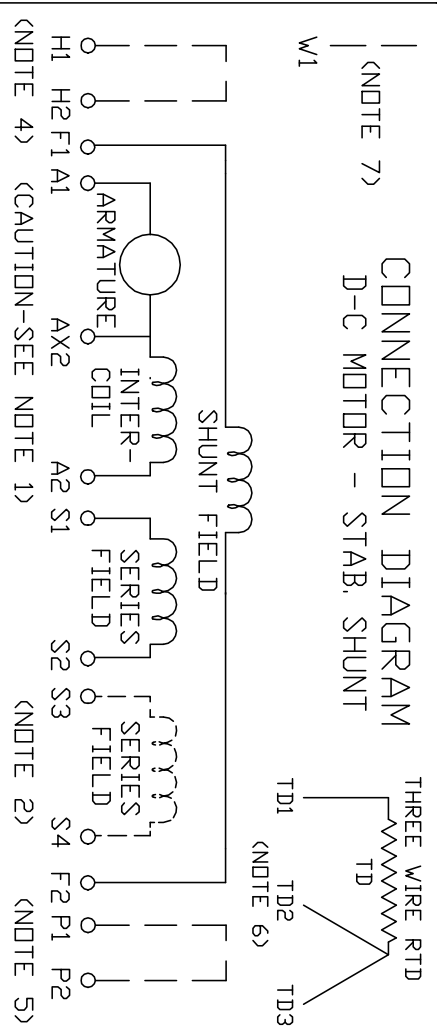 CONNECTION DIAGRAM
D-C MOTOR - STAB. SHUNT
W1
(NOTE 7)
THREE WIRE RTD
TD
TD1
TD2
TD3
(NOTE 6)
SHUNT FIELD
ARMATURE
INTER-
COIL
SERIES
FIELD
SERIES
FIELD
H1
H2
F1
A1
AX2
A2
S1
S2
S3
S4
F2
P1
P2
(NOTE 4)
(CAUTION-SEE NOTE 1)
(NOTE 2)
(NOTE 5)